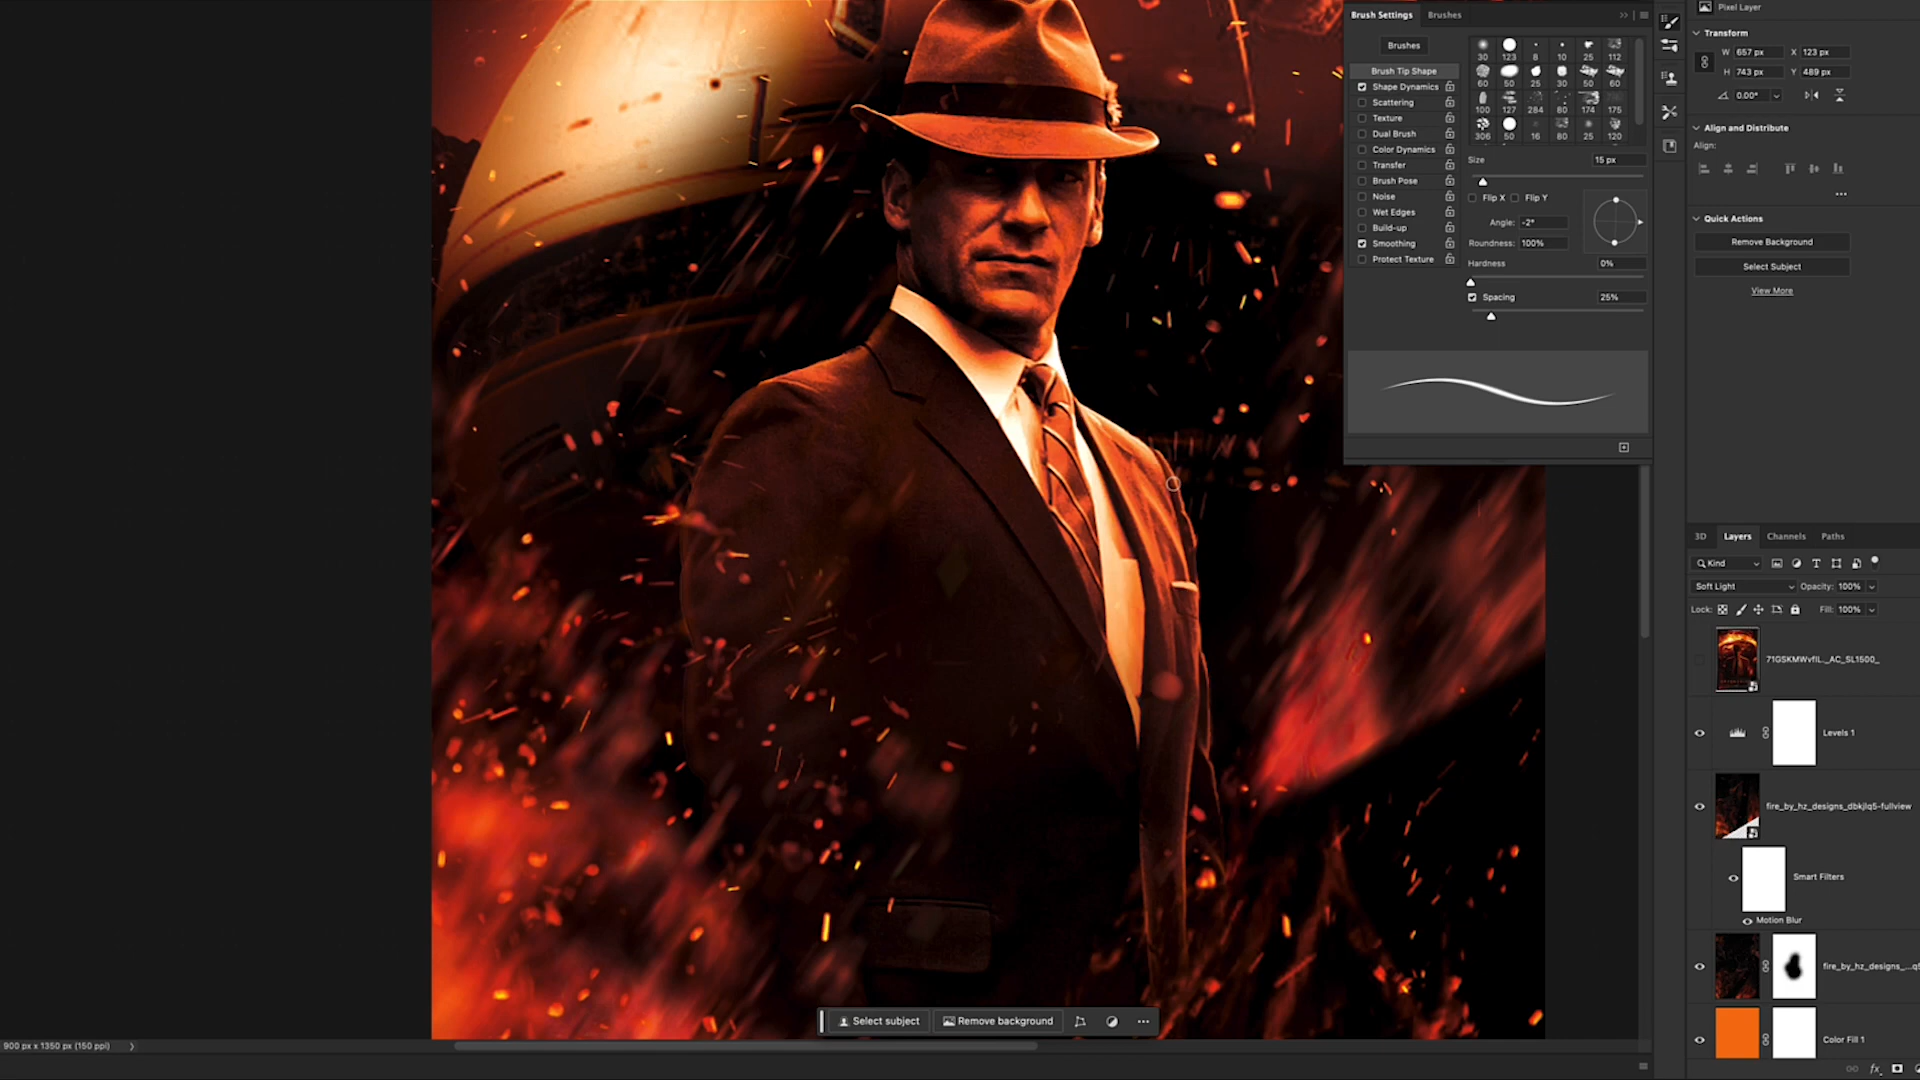 Brush Settings Brushes
Brushes
Brush Tip Shape
Shape Dynamics
Scattering
Texture
Dual Brush
Color Dynamics
Transfer
Brush Pose
Noise
Wet Edges
Build-up
Smoothing
Protect Texture
30 123 8 10 25 112
60 50 25 30 50 60
100 127 284 80 174 175
306 50 16 80 25 120
Size 15 px
Flip X Flip Y
Angle: -2°
Roundness: 100%
Hardness 0%
Spacing 25%
Pixel Layer
Transform
W 657 px X 123 px
H 743 px Y 489 px
0.00°
Align and Distribute
Align:
Quick Actions
Remove Background
Select Subject
View More
3D Layers Channels Paths
Kind
Soft Light Opacity: 100%
Lock: Fill: 100%
71GSKMWvfIL._AC_SL1500_
Levels 1
fire_by_hz_designs_dbkjlq5-fullview
Smart Filters
Motion Blur
fire_by_hz_designs_...q5
Color Fill 1
fx
Select subject Remove background
900 px x 1350 px (150 ppi)